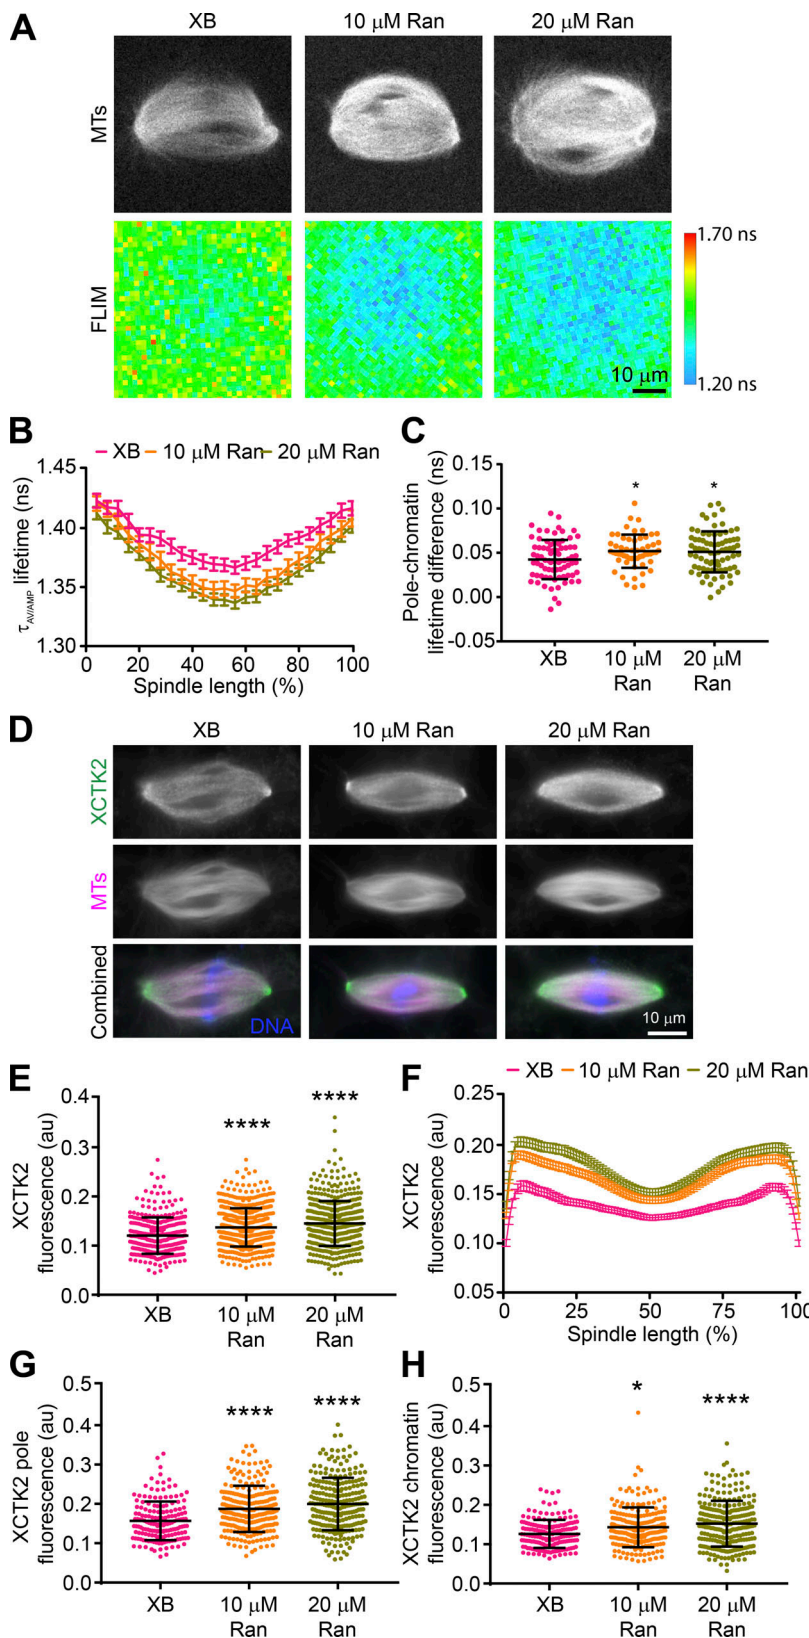 A
XB
10 μM Ran
20 μM Ran
MTs
FLIM
1.70 ns
1.20 ns
10 μm
B
XB 10 μM Ran 20 μM Ran
τAV/AMP lifetime (ns)
1.45
1.40
1.35
1.30
0 20 40 60 80 100
Spindle length (%)
C
Pole-chromatin
lifetime difference (ns)
0.15
0.10
0.05
0.00
-0.05
* *
XB 10 μM Ran 20 μM Ran
D
XB
10 μM Ran
20 μM Ran
XCTK2
MTs
Combined
DNA
10 μm
E
XCTK2
fluorescence (au)
0.4
0.3
0.2
0.1
0.0
**** ****
XB 10 μM Ran 20 μM Ran
F
XB 10 μM Ran 20 μM Ran
XCTK2
fluorescence (au)
0.25
0.20
0.15
0.10
0.05
0 25 50 75 100
Spindle length (%)
G
XCTK2 pole
fluorescence (au)
0.5
0.4
0.3
0.2
0.1
0.0
**** ****
XB 10 μM Ran 20 μM Ran
H
XCTK2 chromatin
fluorescence (au)
0.5
0.4
0.3
0.2
0.1
0.0
* ****
XB 10 μM Ran 20 μM Ran